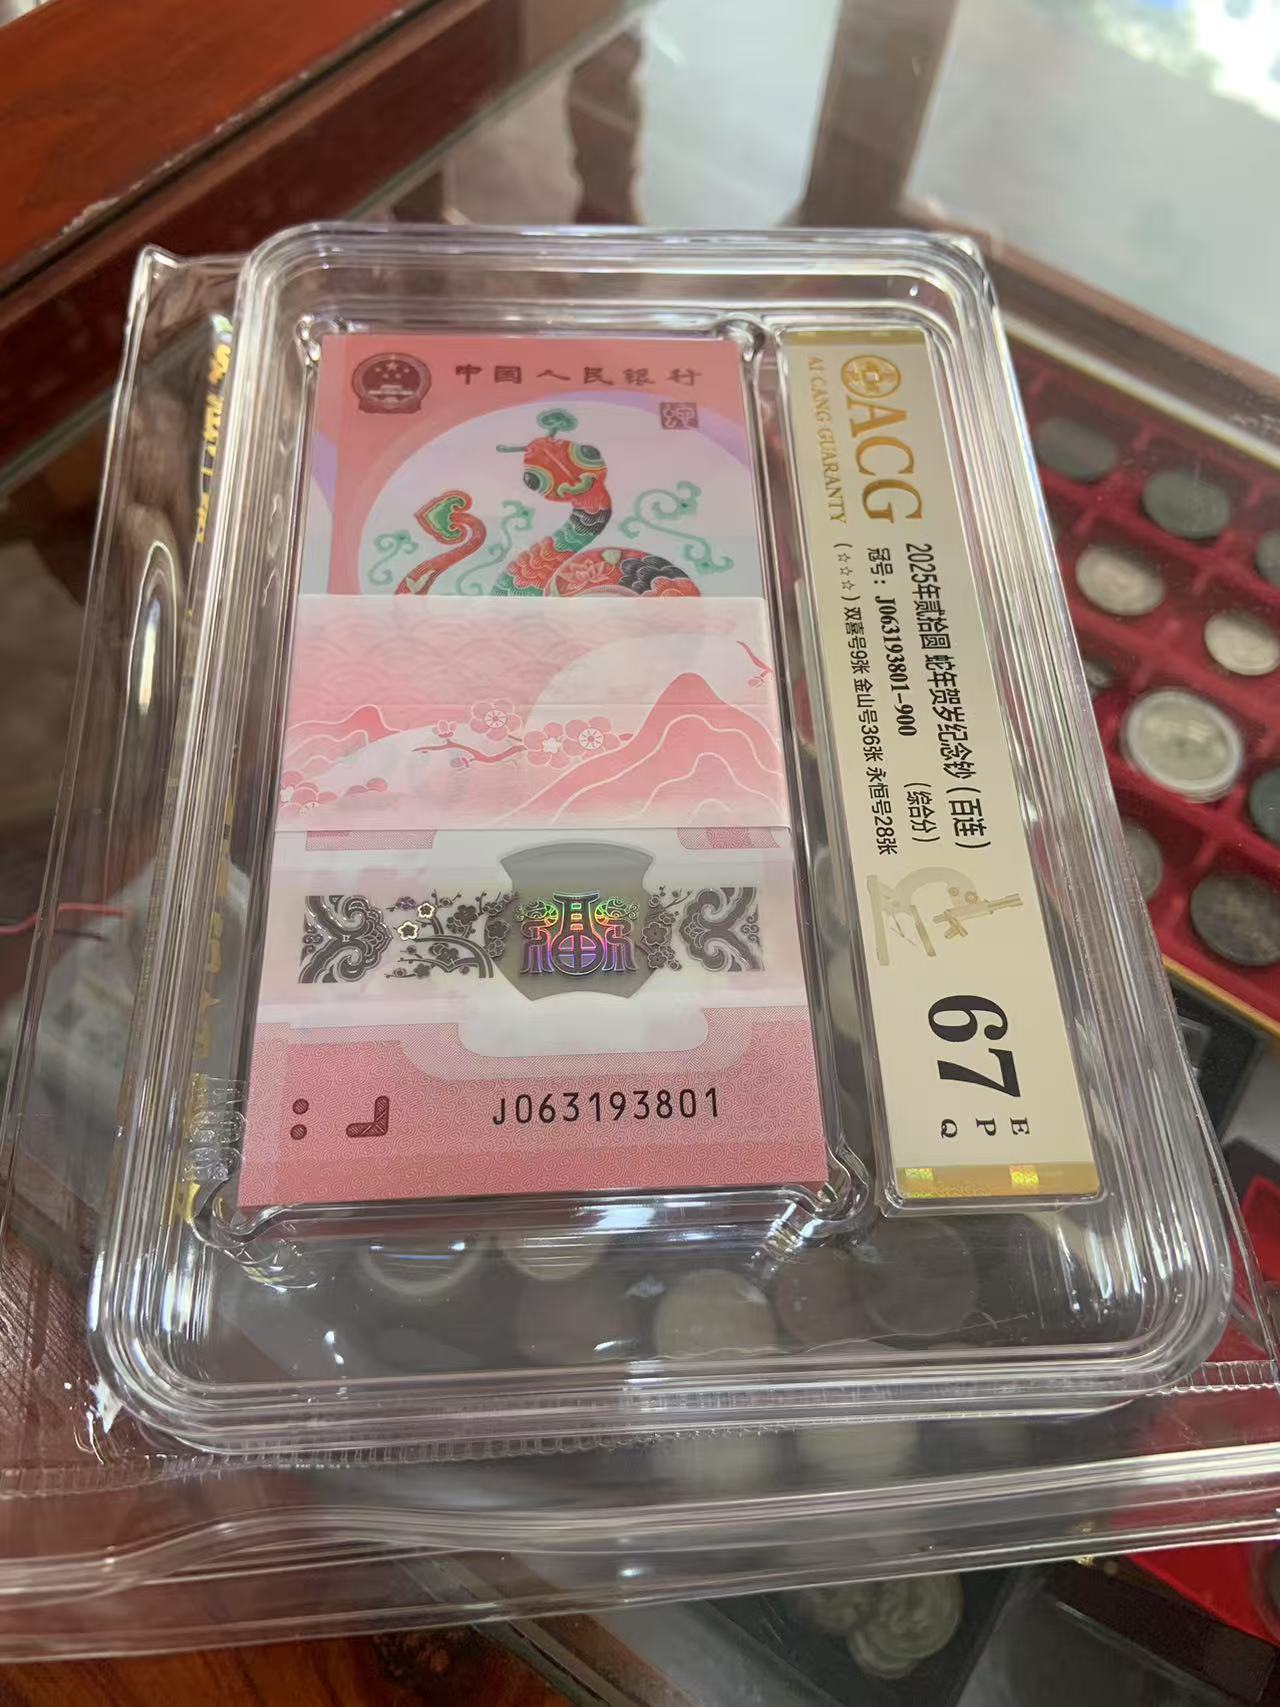 中国人民银行
J063193801
ACG
AI CANG GUARANTY
2025年贰拾圆 蛇年贺岁纪念钞(百连)
冠号: J063193801-900 (综合分)
(☆☆☆) 双喜号9张 金山号36张 永恒号28张
67
E
P
Q